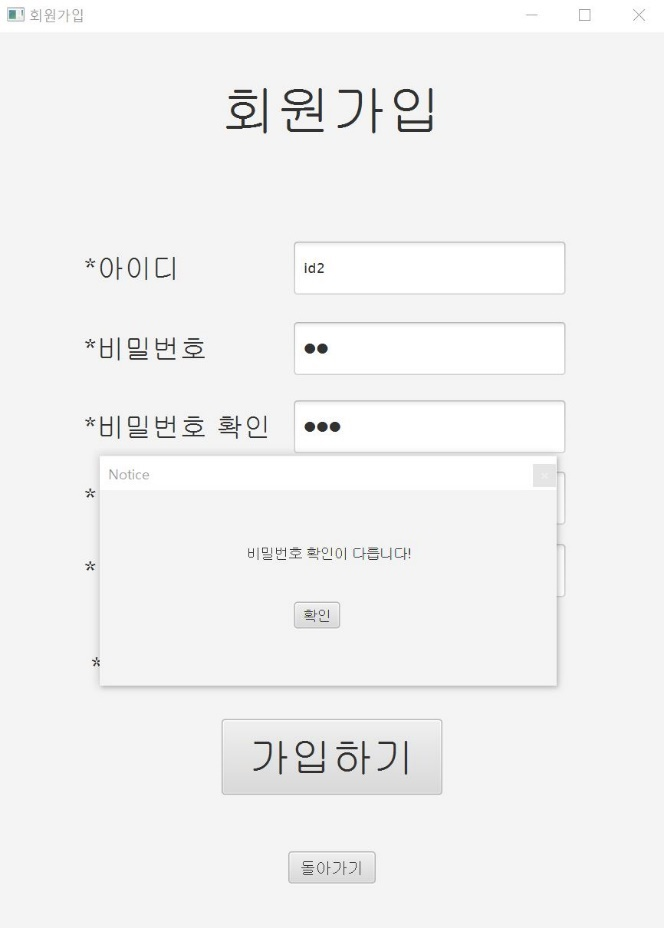 회원가입
회원가입
*아이디
id2
*비밀번호
*비밀번호 확인
*
Notice
비밀번호 확인이 다릅니다!
*
확인
*
가입하기
돌아가기